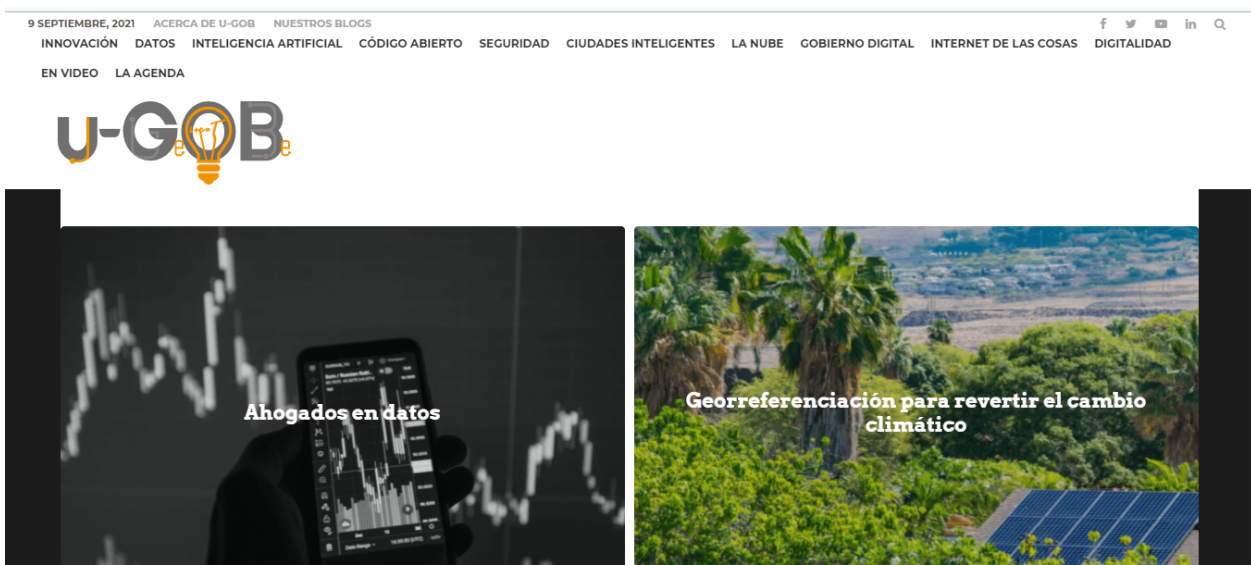 9 SEPTIEMBRE, 2021 ACERCA DE U-GOB NUESTROS BLOGS
INNOVACIÓN DATOS INTELIGENCIA ARTIFICIAL CÓDIGO ABIERTO SEGURIDAD CIUDADES INTELIGENTES LA NUBE GOBIERNO DIGITAL INTERNET DE LAS COSAS DIGITALIDAD
EN VIDEO LA AGENDA
u-GOB
Ahogados en datos
Georreferenciación para revertir el cambio
climático
Date Range